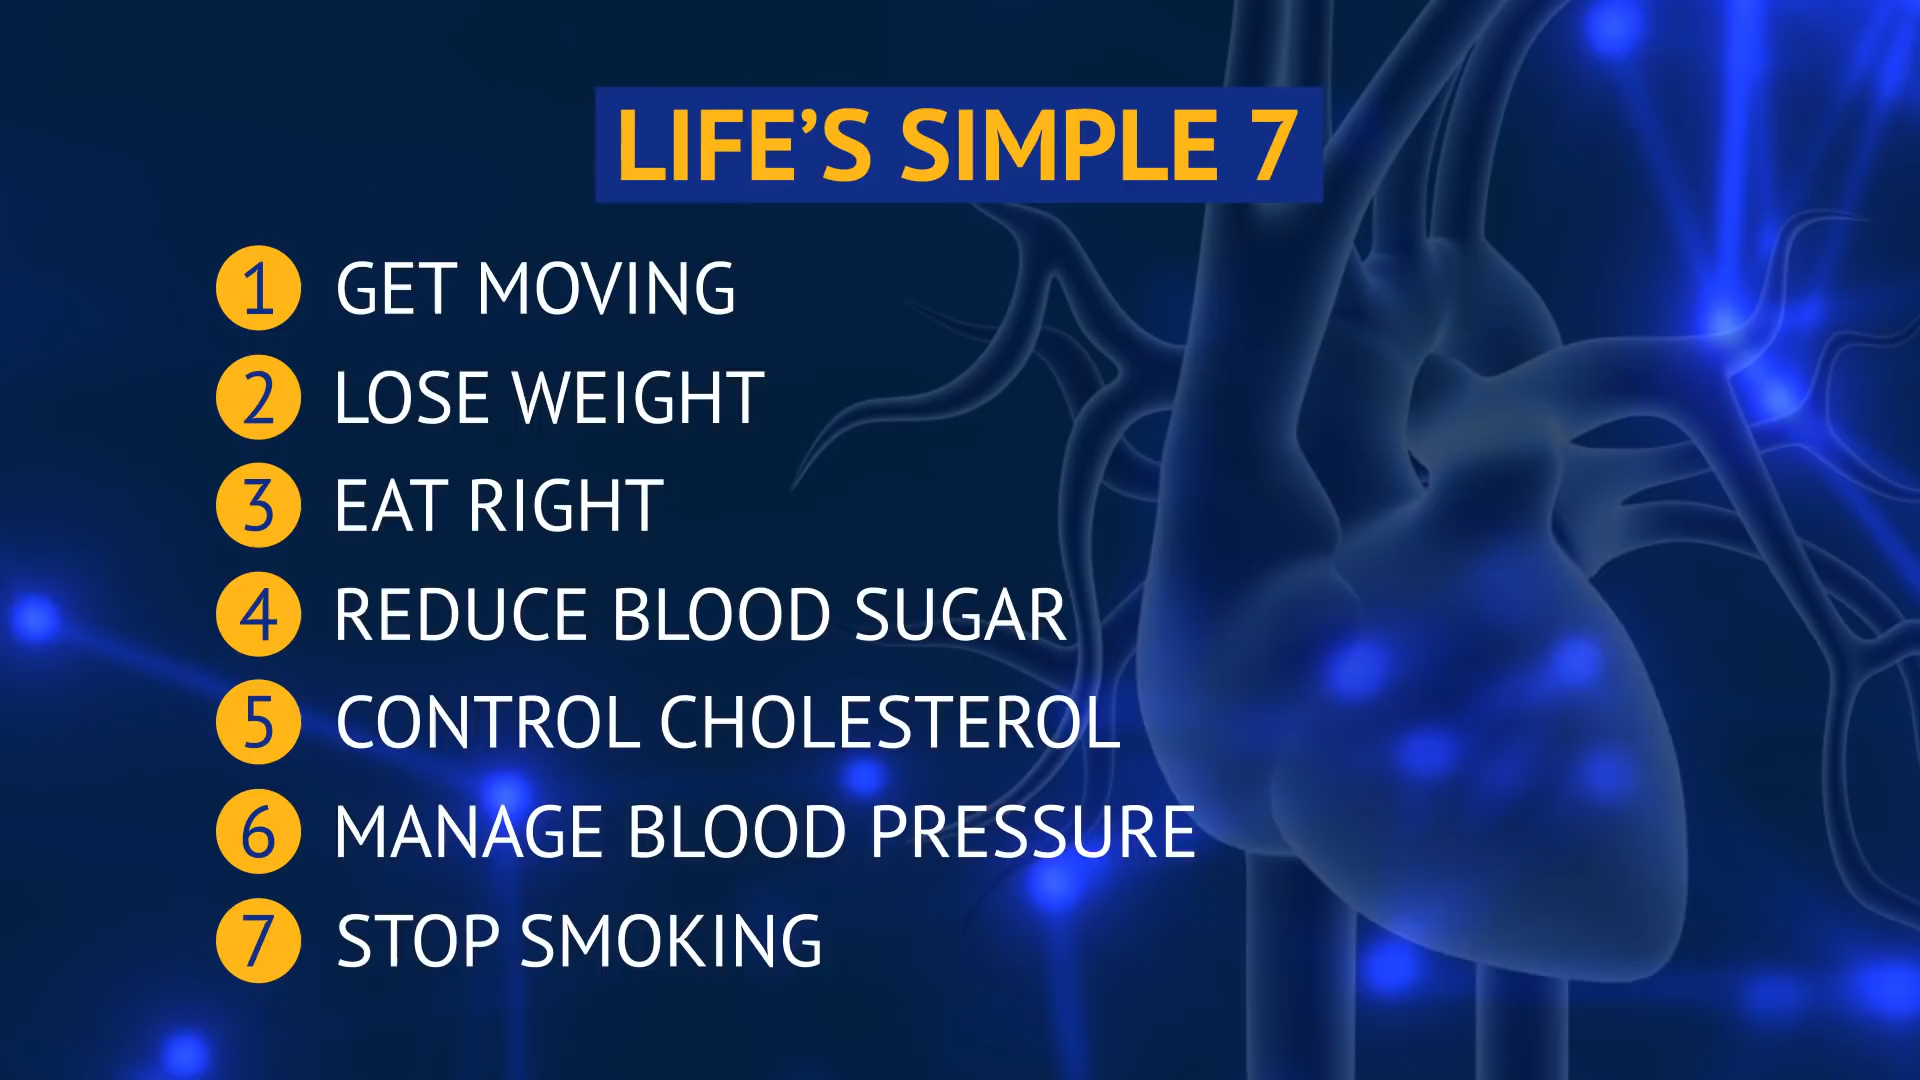 LIFE’S SIMPLE 7
1 GET MOVING
2 LOSE WEIGHT
3 EAT RIGHT
4 REDUCE BLOOD SUGAR
5 CONTROL CHOLESTEROL
6 MANAGE BLOOD PRESSURE
7 STOP SMOKING